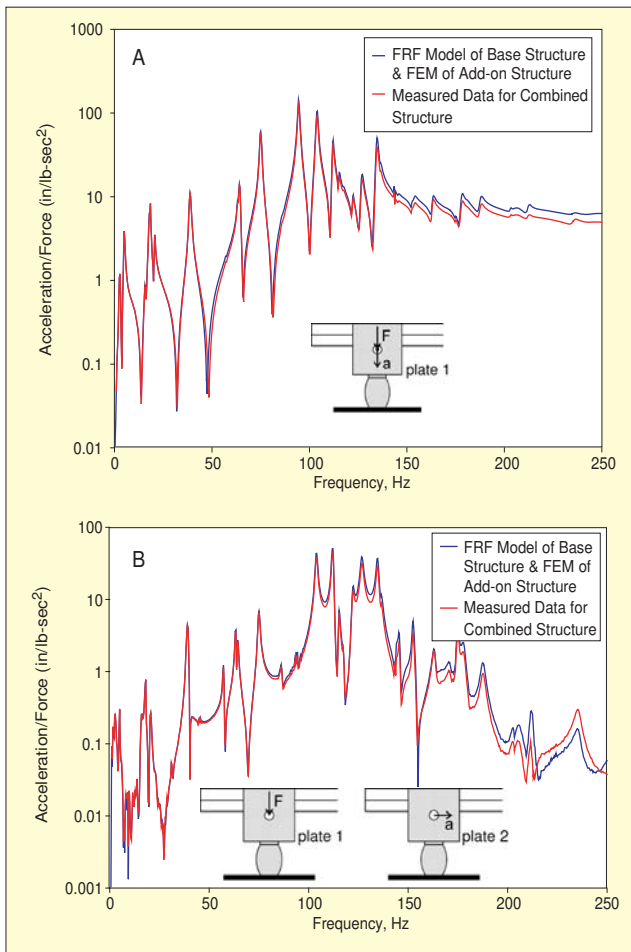 1000
100
10
1
0.1
0.01
Acceleration/Force (in/lb-sec²)
A
FRF Model of Base Structure
& FEM of Add-on Structure
Measured Data for Combined
Structure
F
a
plate 1
0 50 100 150 200 250
Frequency, Hz
100
10
1
0.1
0.01
0.001
Acceleration/Force (in/lb-sec²)
B
FRF Model of Base
Structure & FEM of
Add-on Structure
Measured Data for
Combined Structure
F
plate 1
a
plate 2
0 50 100 150 200 250
Frequency, Hz